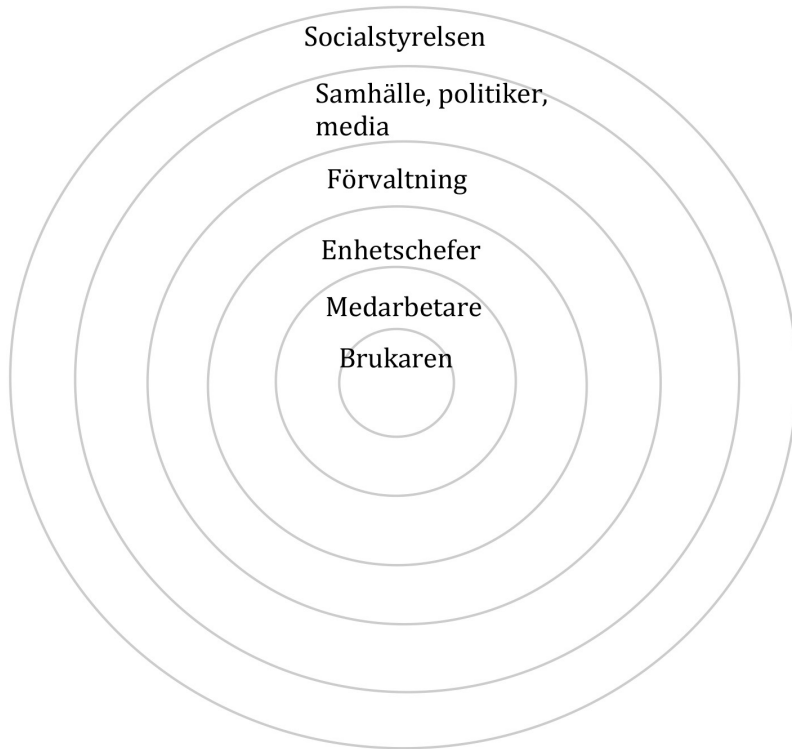 Socialstyrelsen
Samhälle, politiker,
media
Förvaltning
Enhetschefer
Medarbetare
Brukaren